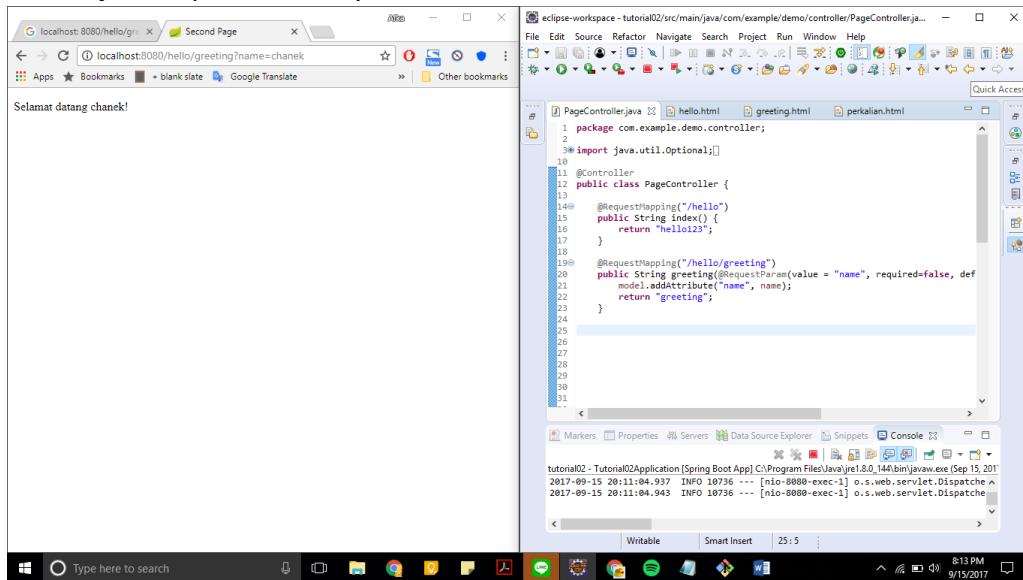 Afka
localhost: 8080/hello/gre
Second Page
localhost:8080/hello/greeting?name=chanek
New
Apps Bookmarks + blank slate Google Translate » Other bookmarks
Selamat datang chanek!
eclipse-workspace - tutorial02/src/main/java/com/example/demo/controller/PageController.ja...
File Edit Source Refactor Navigate Search Project Run Window Help
Quick Access
PageController.java hello.html greeting.html perkalian.html
1 package com.example.demo.controller;
2
3 import java.util.Optional;
10
11 @Controller
12 public class PageController {
13
14 @RequestMapping("/hello")
15 public String index() {
16 return "hello123";
17 }
18
19 @RequestMapping("/hello/greeting")
20 public String greeting(@RequestParam(value = "name", required=false, def
21 model.addAttribute("name", name);
22 return "greeting";
23 }
24
25
26
27
28
29
30
31
Markers Properties Servers Data Source Explorer Snippets Console
tutorial02 - Tutorial02Application [Spring Boot App] C:\Program Files\Java\jre1.8.0_144\bin\javaw.exe (Sep 15, 201
2017-09-15 20:11:04.937 INFO 10736 --- [nio-8080-exec-1] o.s.web.servlet.Dispatche
2017-09-15 20:11:04.943 INFO 10736 --- [nio-8080-exec-1] o.s.web.servlet.Dispatche
Writable Smart Insert 25 : 5
Type here to search
8:13 PM
9/15/2017